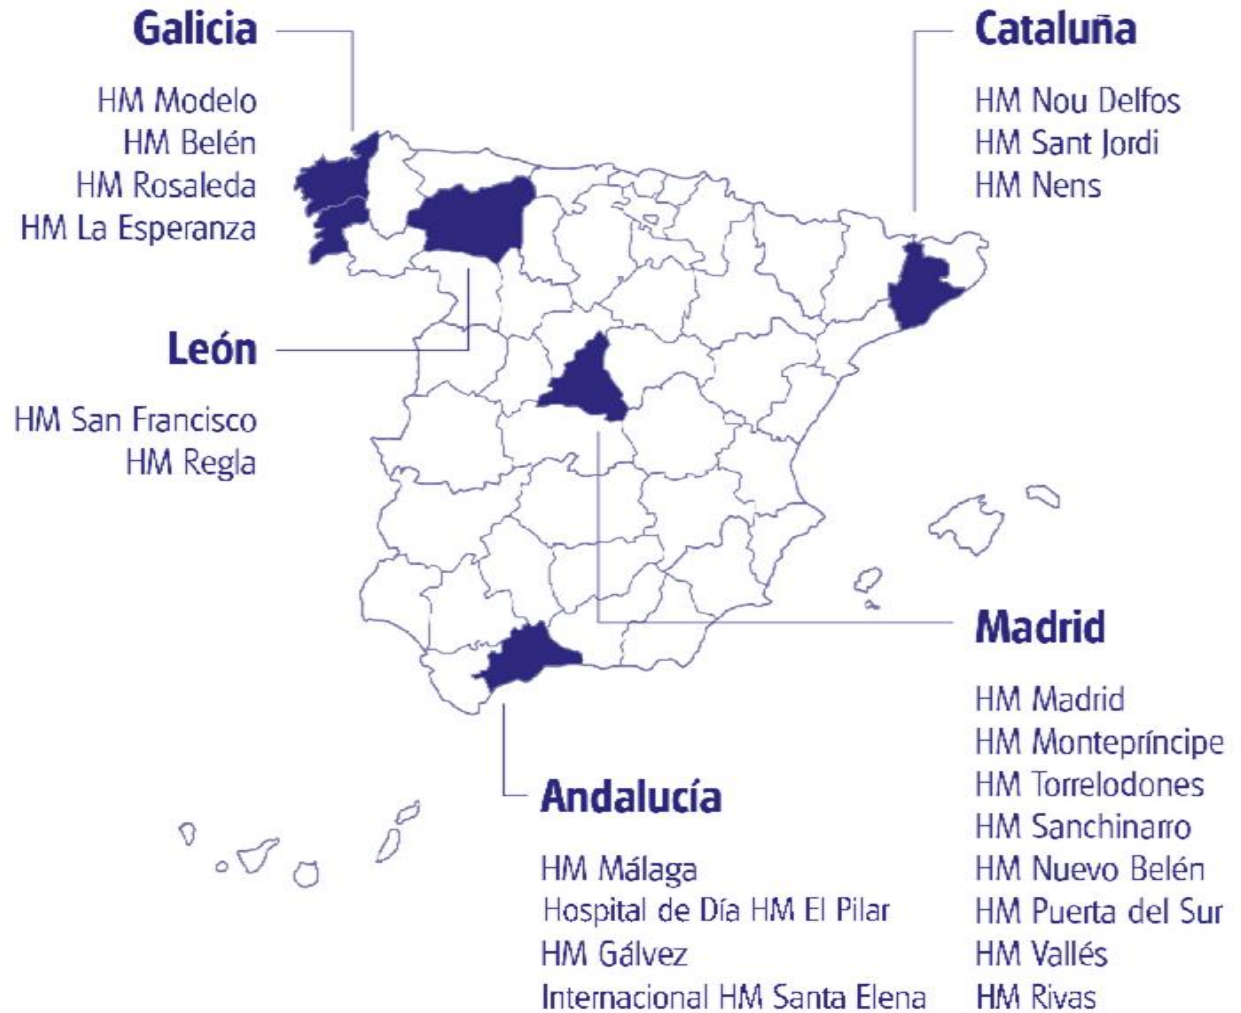 Galicia
HM Modelo
HM Belén
HM Rosaleda
HM La Esperanza
Cataluña
HM Nou Delfos
HM Sant Jordi
HM Nens
León
HM San Francisco
HM Regla
Madrid
HM Madrid
HM Montepríncipe
HM Torrelodones
HM Sanchinarro
HM Nuevo Belén
HM Puerta del Sur
HM Vallés
HM Rivas
Andalucía
HM Málaga
Hospital de Día HM El Pilar
HM Gálvez
Internacional HM Santa Elena